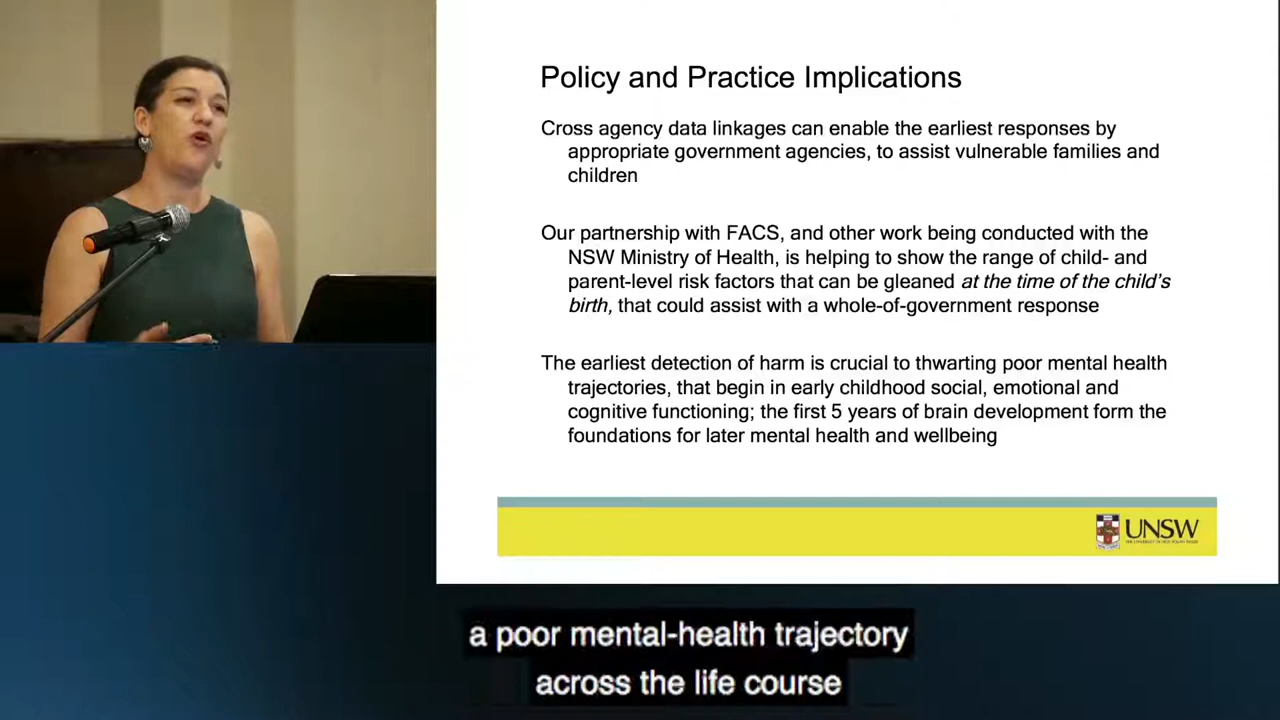 Policy and Practice Implications
Cross agency data linkages can enable the earliest responses by
appropriate government agencies, to assist vulnerable families and
children
Our partnership with FACS, and other work being conducted with the
NSW Ministry of Health, is helping to show the range of child- and
parent-level risk factors that can be gleaned at the time of the child's
birth, that could assist with a whole-of-government response
The earliest detection of harm is crucial to thwarting poor mental health
trajectories, that begin in early childhood social, emotional and
cognitive functioning; the first 5 years of brain development form the
foundations for later mental health and wellbeing
UNSW
a poor mental-health trajectory
across the life course